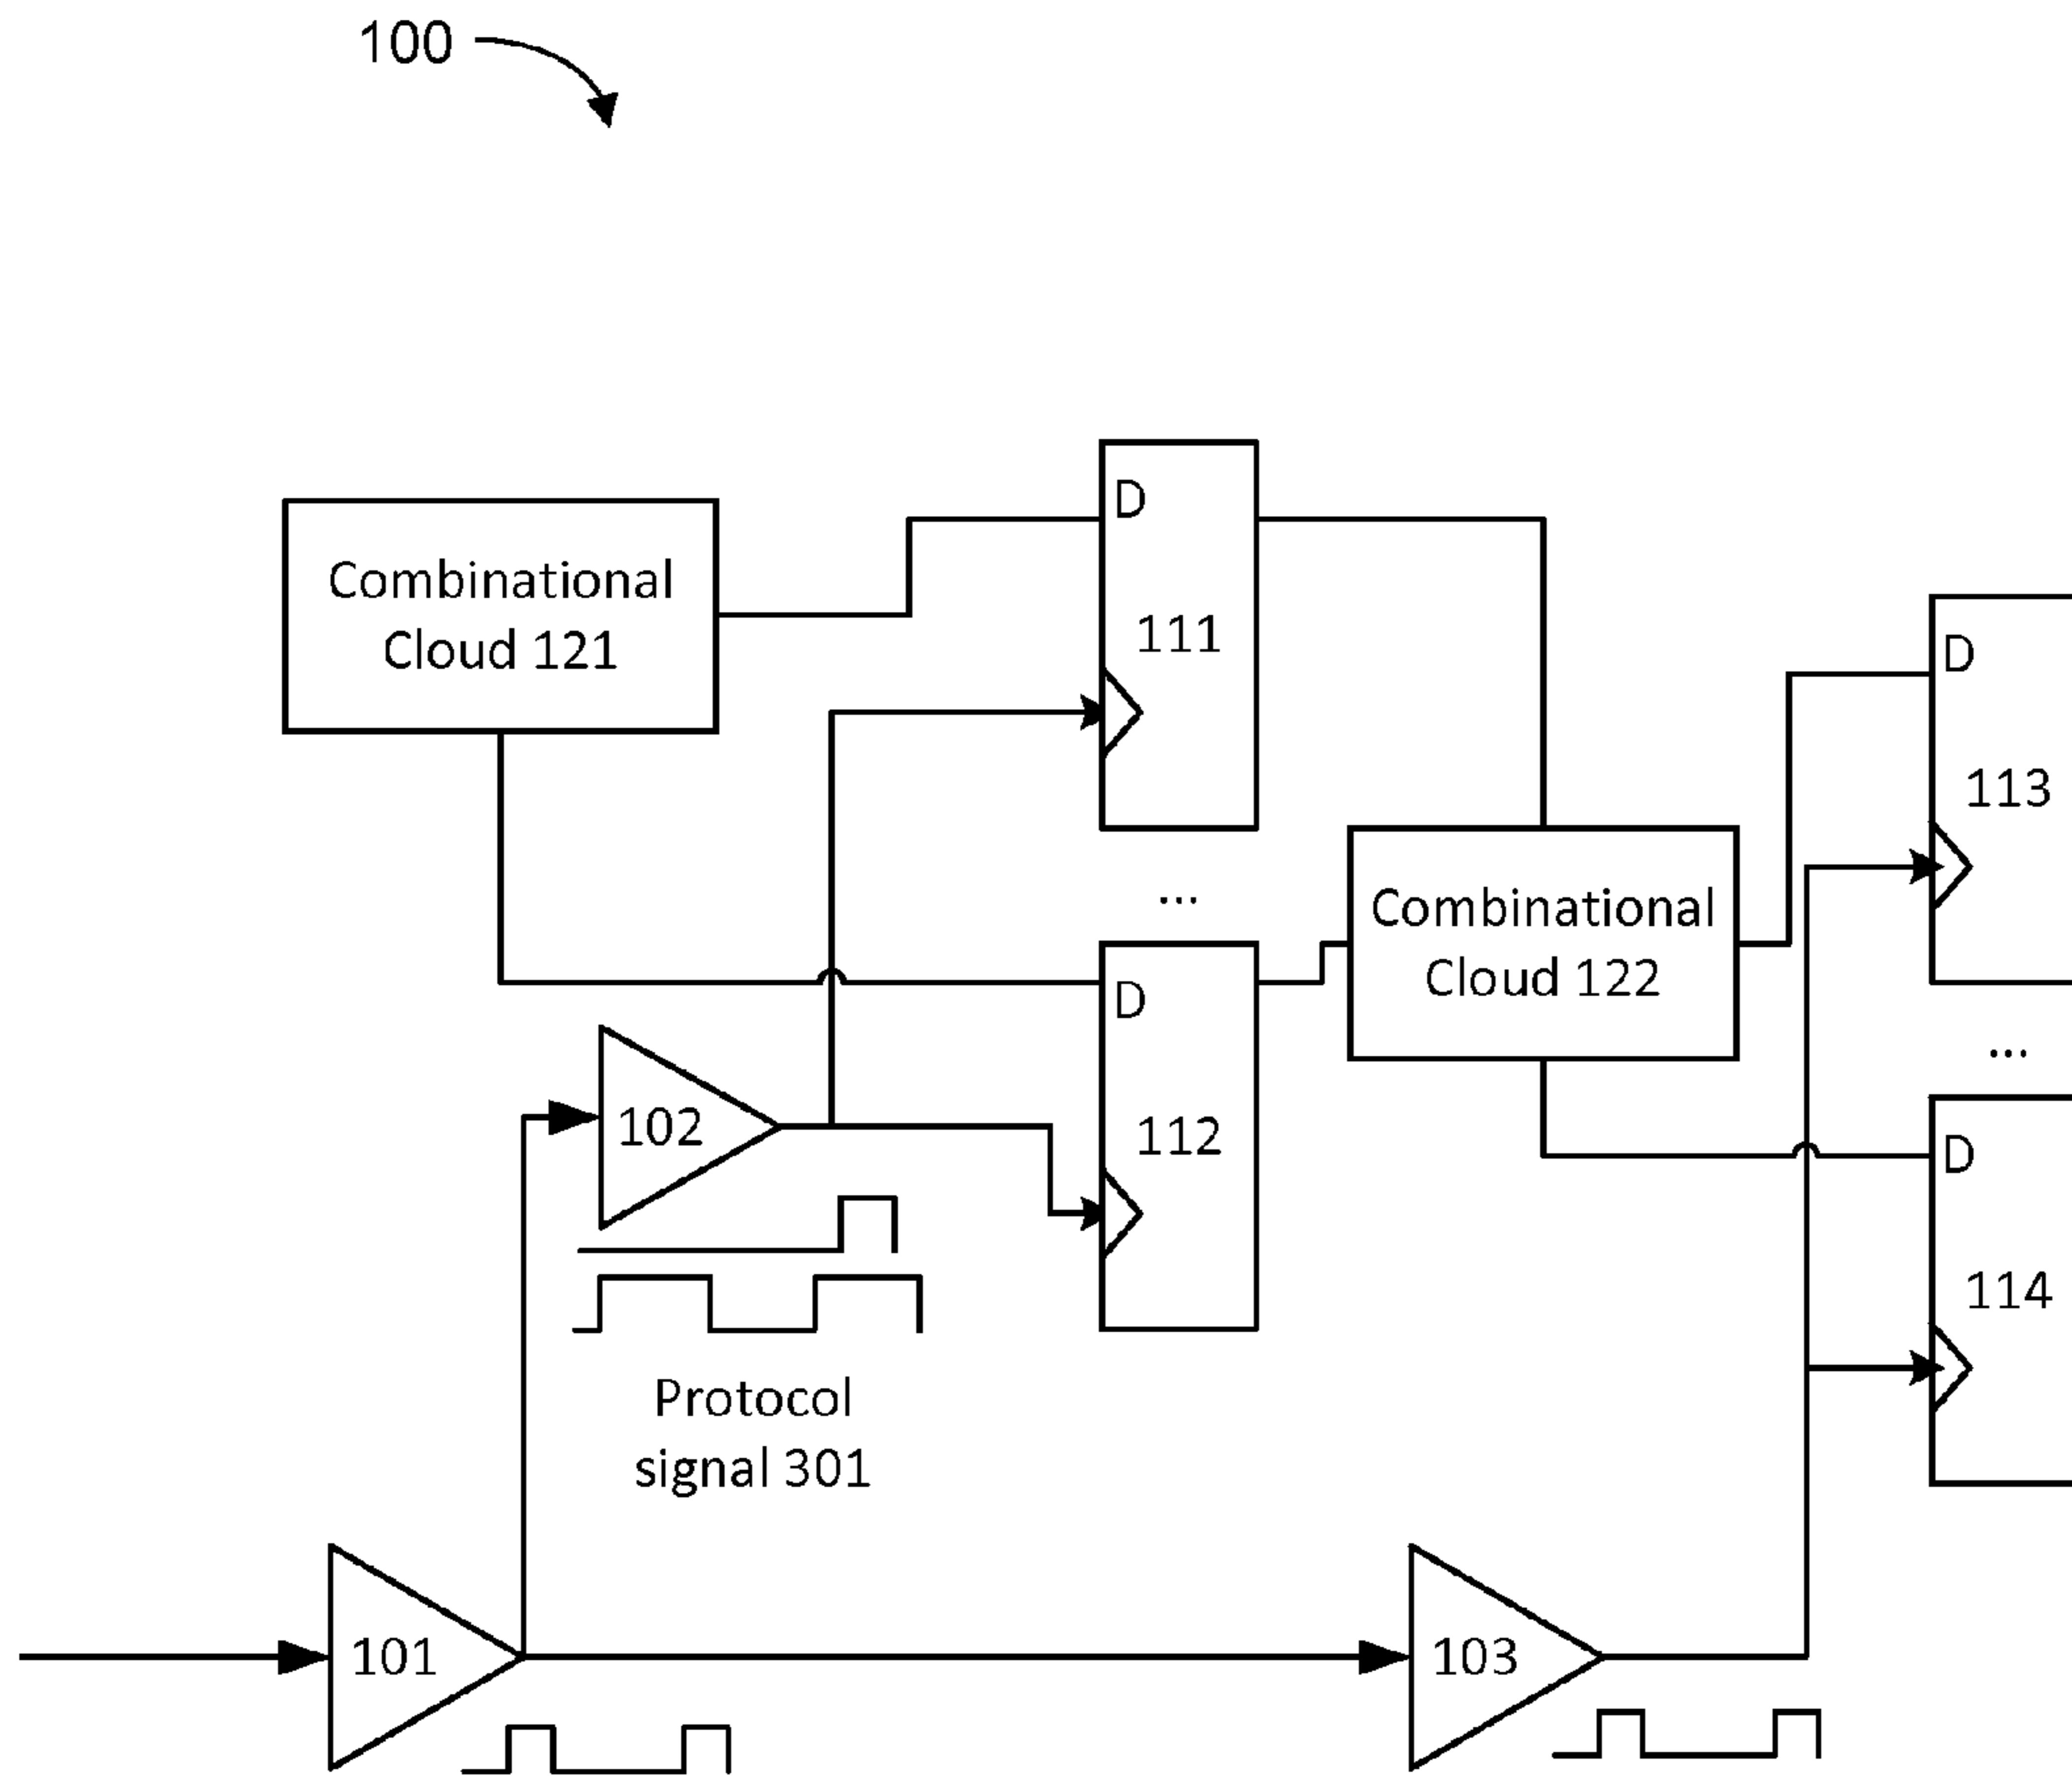 100
D
Combinational
Cloud 121
111
D
113
...
Combinational
Cloud 122
D
...
102
112
D
114
Protocol
signal 301
101
103